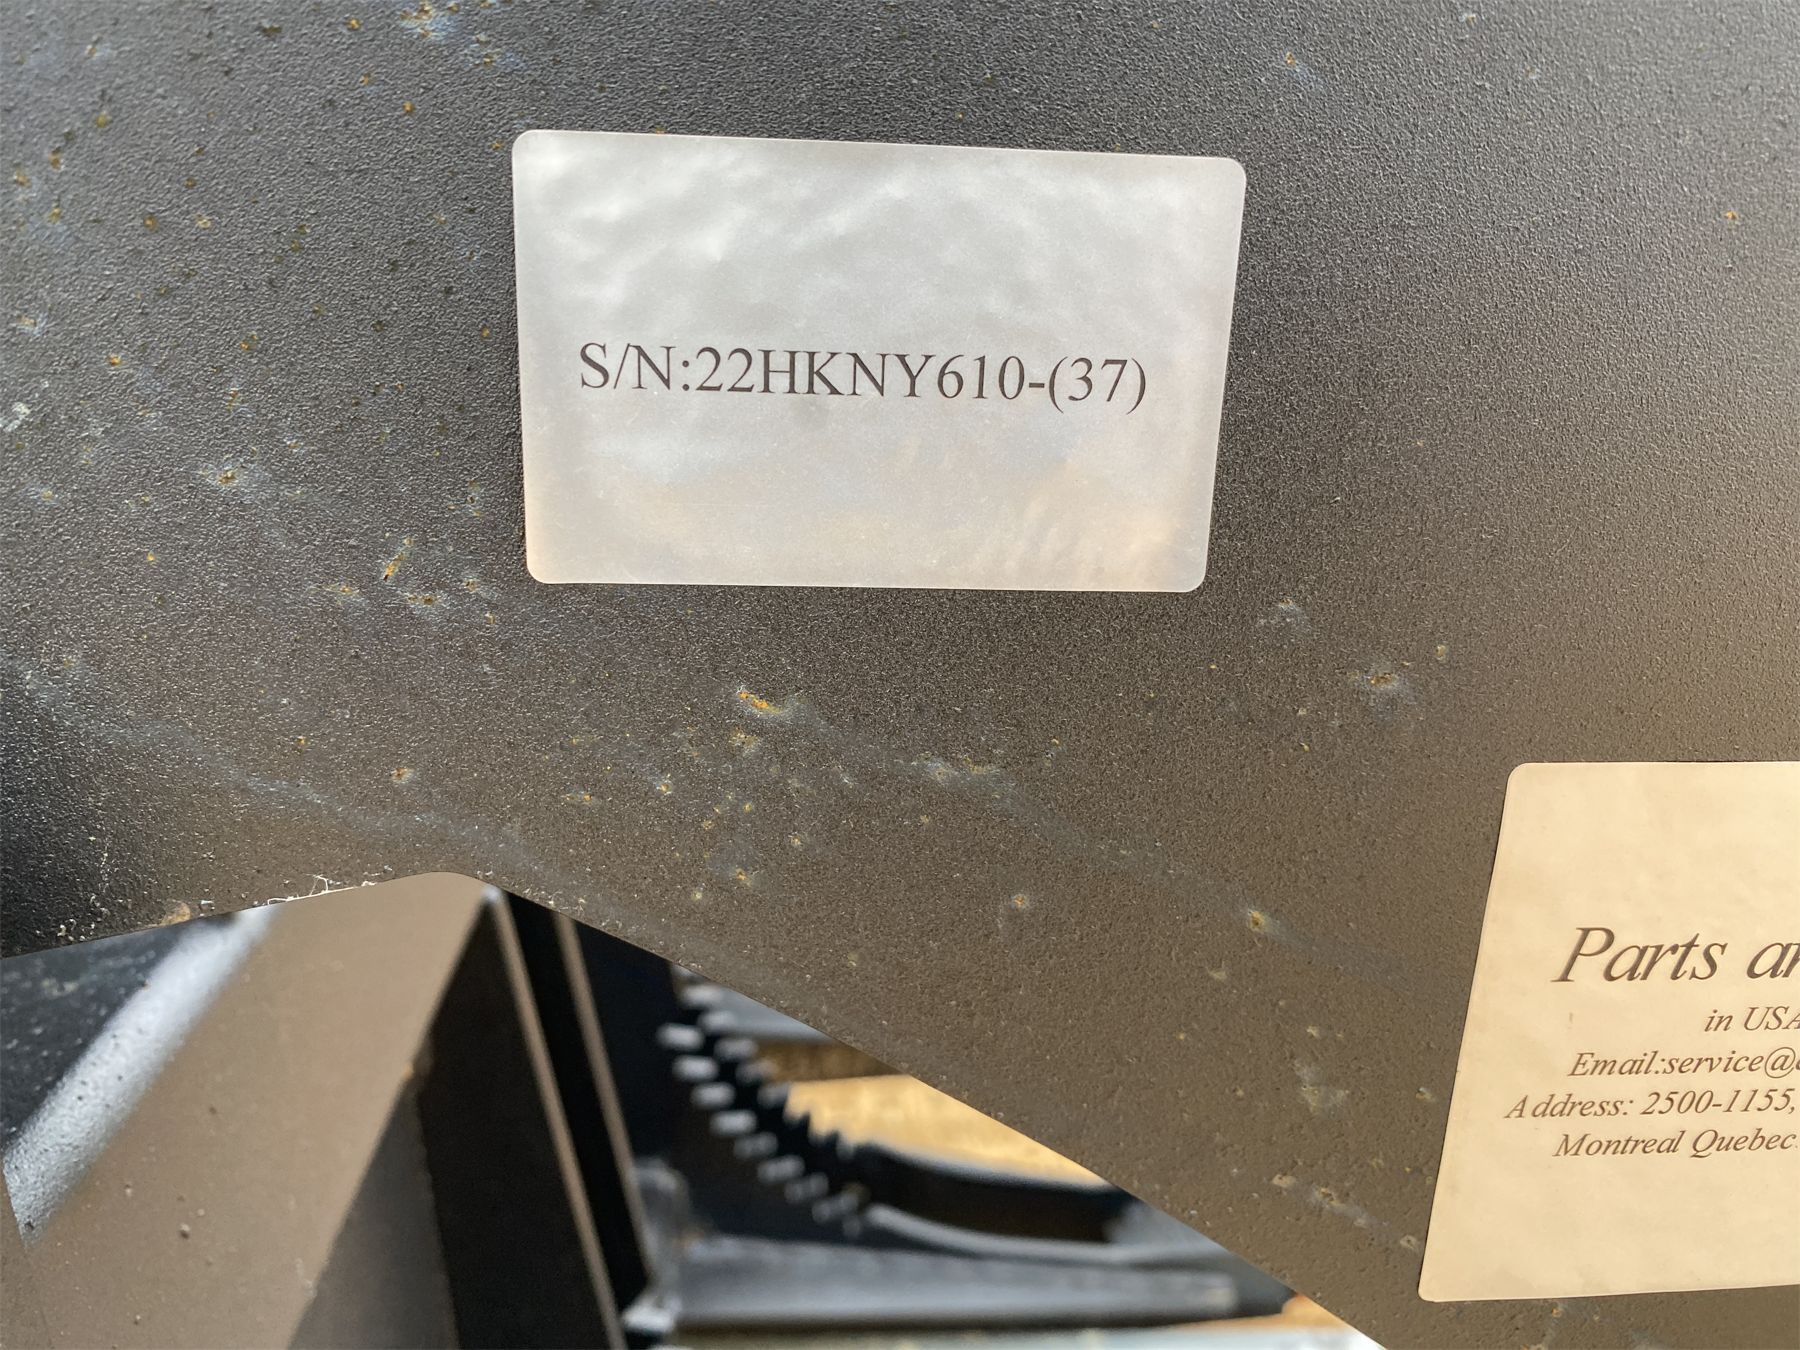 S/N:22HKNY610-(37)
Parts
in USA
Email:service@
Address: 2500-1155,
Montreal Quebec